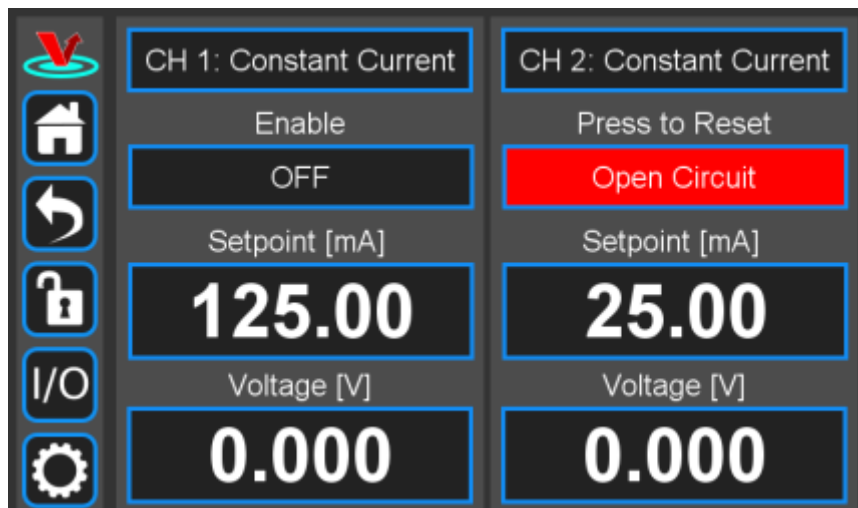 CH 1: Constant Current
Enable
OFF
Setpoint [mA]
125.00
Voltage [V]
0.000
CH 2: Constant Current
Press to Reset
Open Circuit
Setpoint [mA]
25.00
Voltage [V]
0.000
I/O